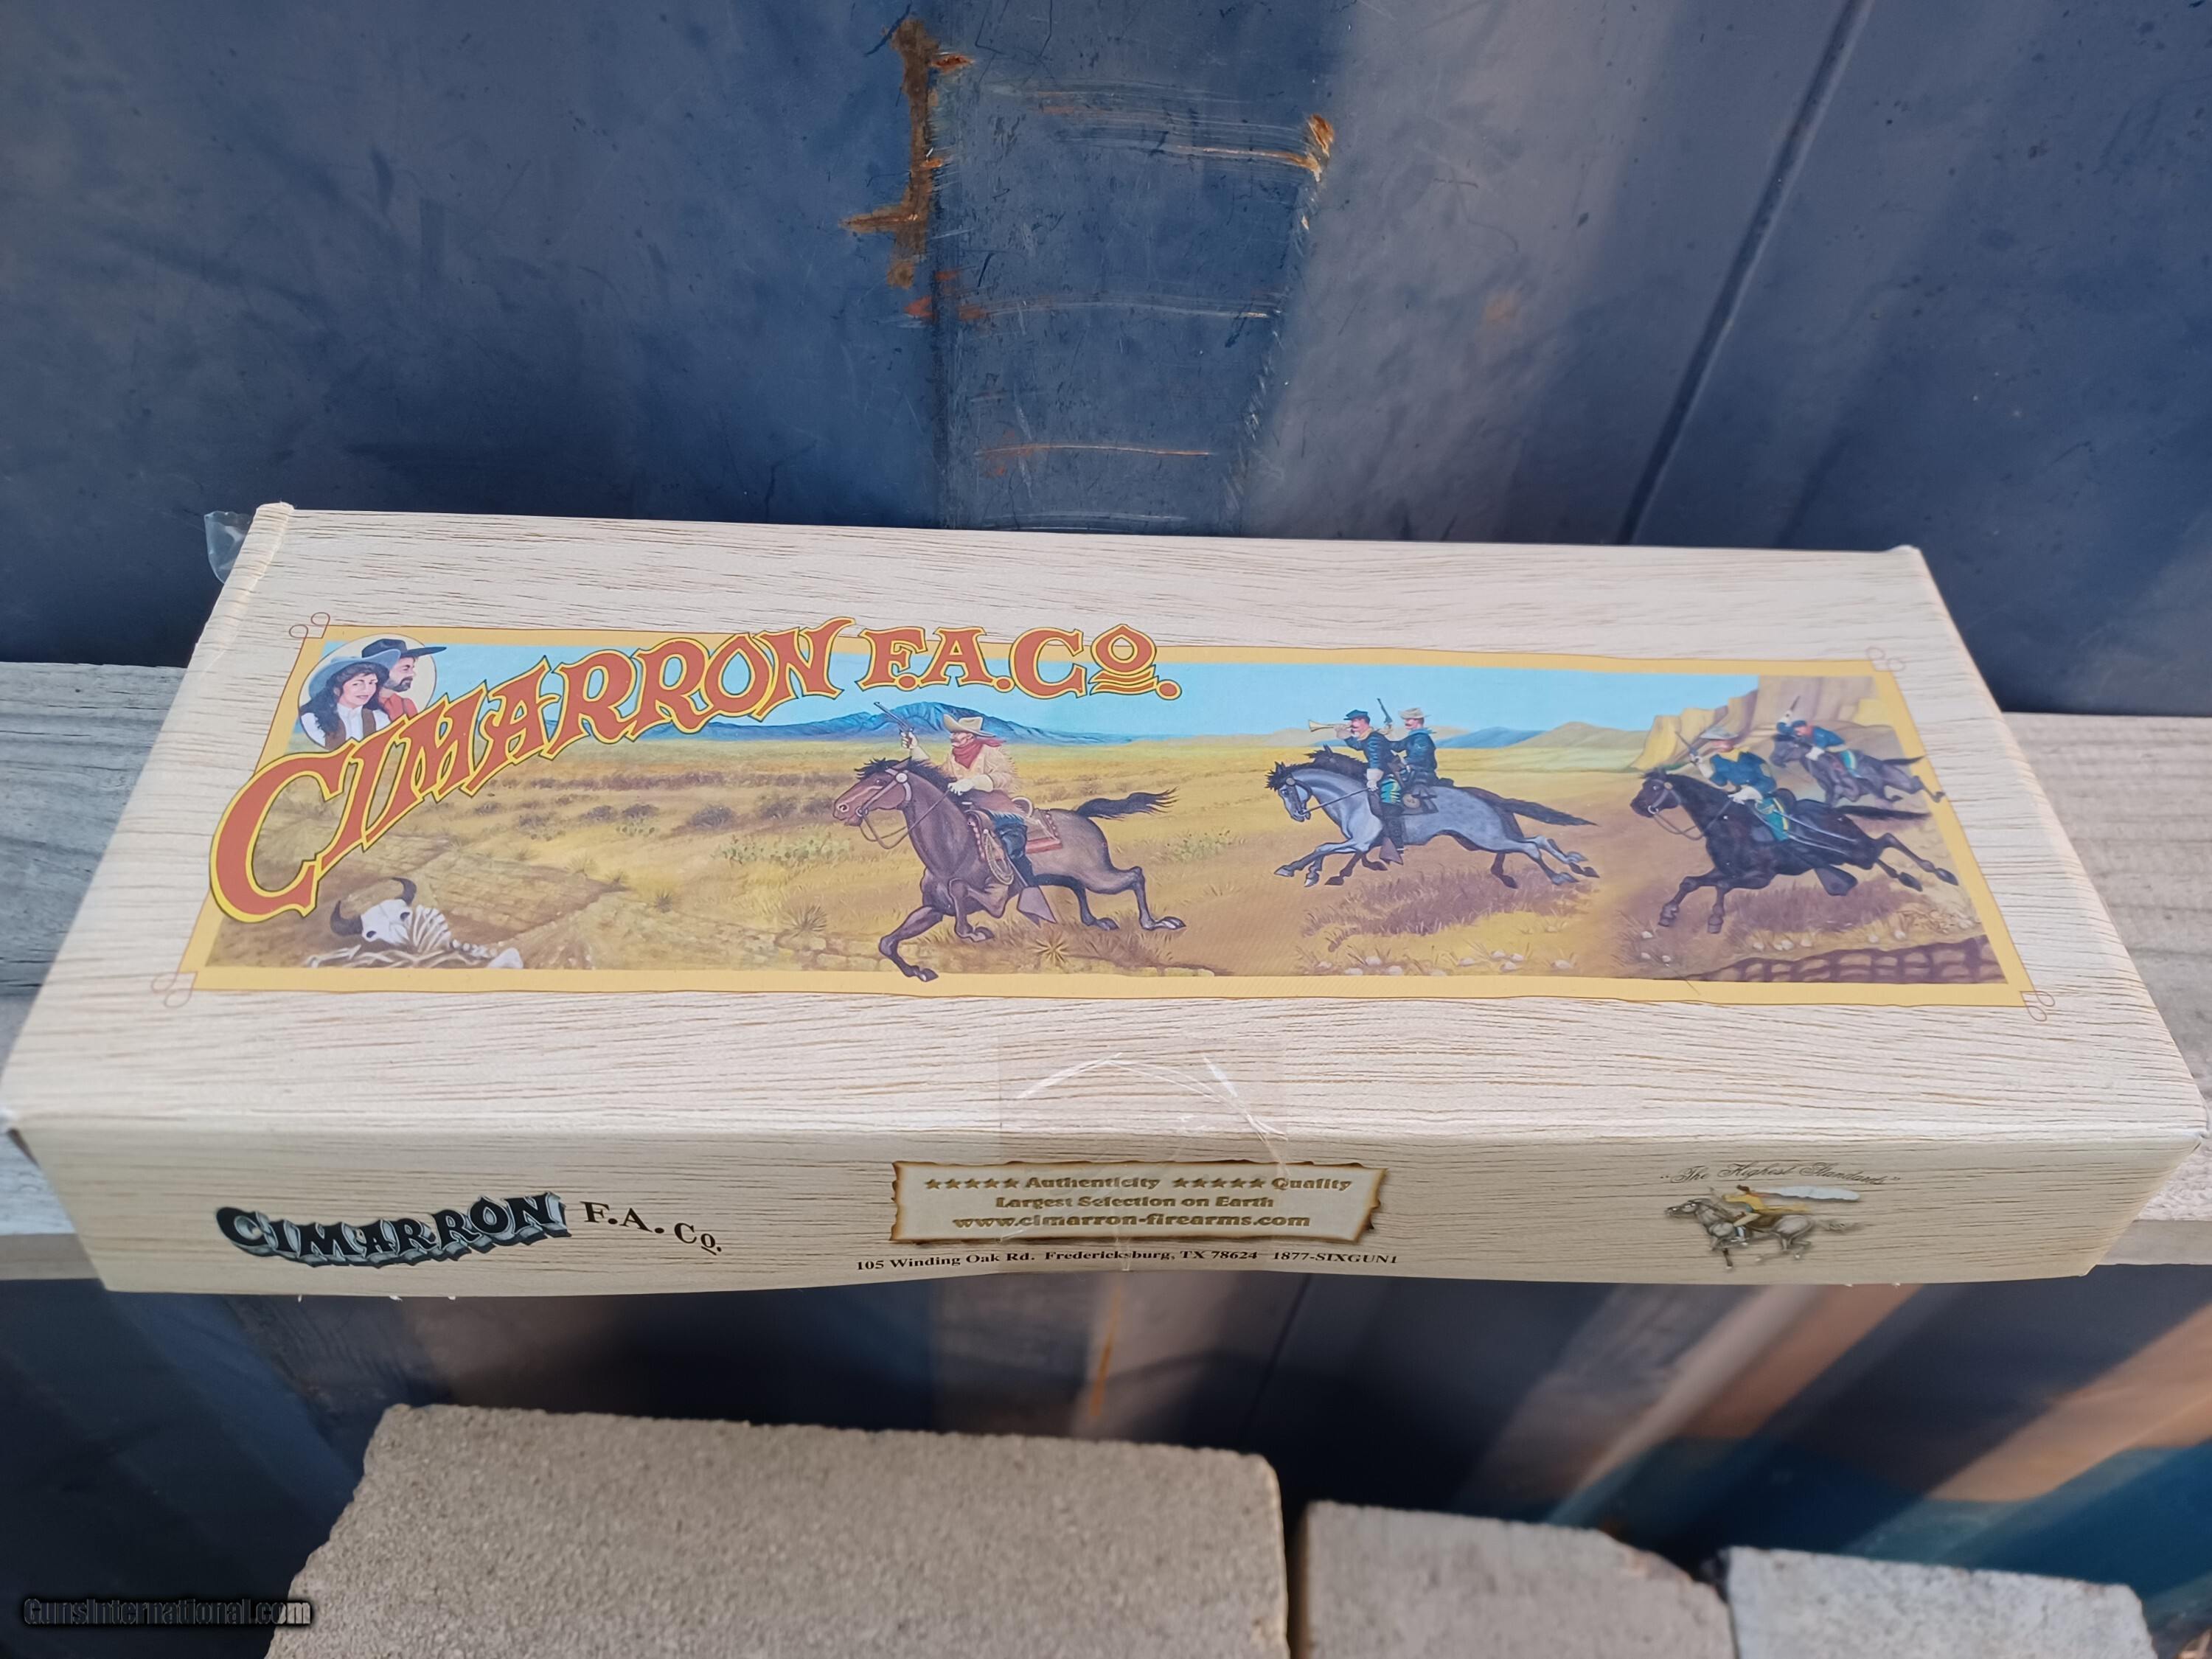 CIMARRON F.A.Co.
CIMARRON F.A.Co.
★★★★★ Authenticity ★★★★★ Quality
Largest Selection on Earth
www.cimarron-firearms.com
105 Winding Oak Rd. Fredericksburg, TX 78624 1877-SIXGUN1
"The Highest Standards"
GunsInternational.com